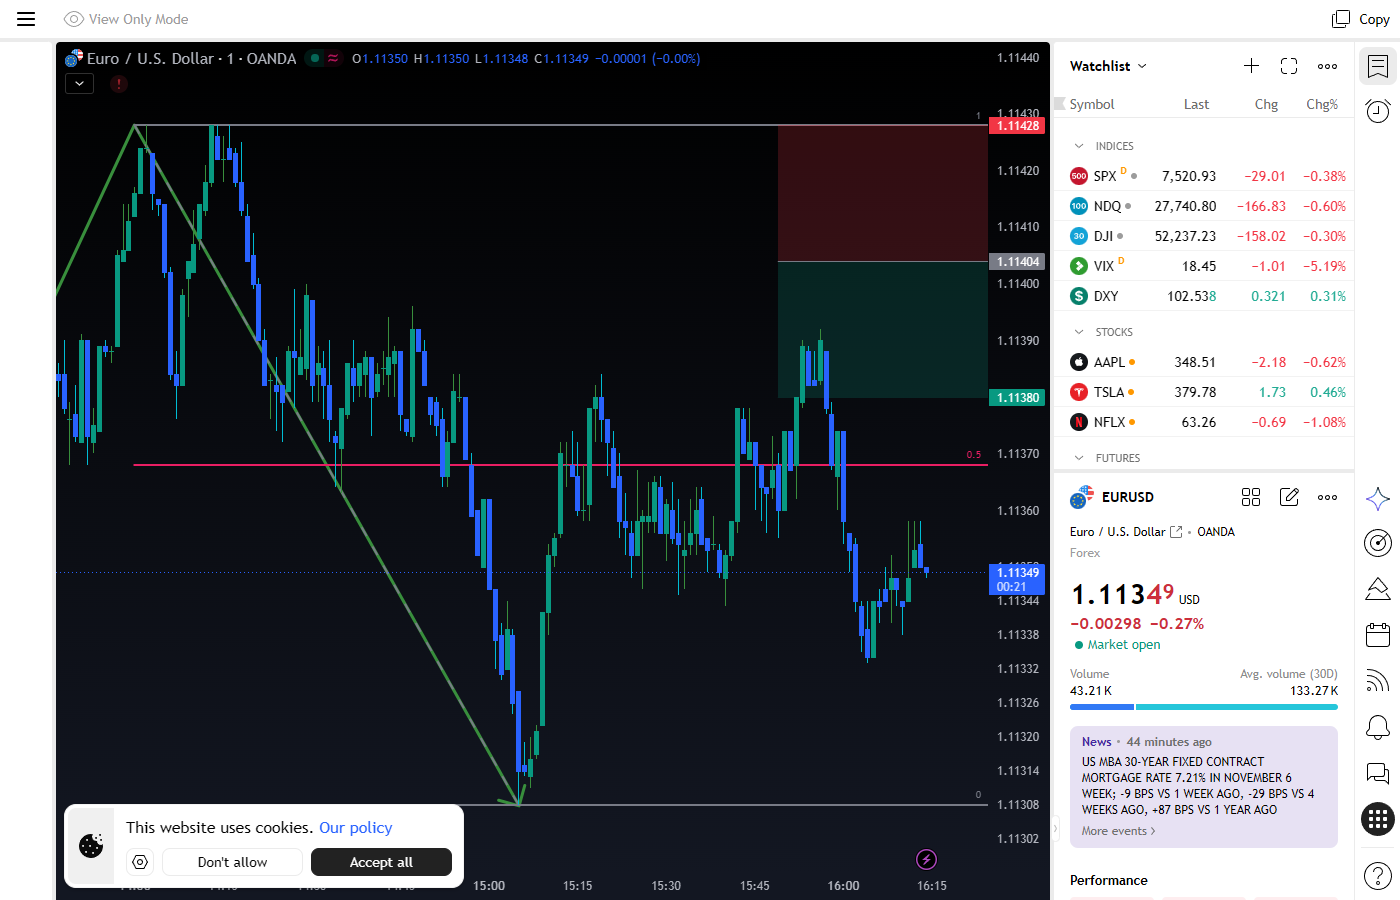 View Only Mode
Copy
Euro / U.S. Dollar · 1 · OANDA
O1.11350 H1.11350 L1.11348 C1.11349 −0.00001 (−0.00%)
1.11440
1.11430
1
1.11428
1.11420
1.11410
1.11404
1.11400
1.11390
1.11380
1.11370
0.5
1.11360
1.11349
00:21
1.11344
1.11338
1.11332
1.11326
1.11320
1.11314
0
1.11308
1.11302
This website uses cookies. Our policy
Don't allow
Accept all
15:00
15:15
15:30
15:45
16:00
16:15
Watchlist
Symbol Last Chg Chg%
INDICES
500 SPX D 7,520.93 −29.01 −0.38%
100 NDQ 27,740.80 −166.83 −0.60%
30 DJI 52,237.23 −158.02 −0.30%
VIX D 18.45 −1.01 −5.19%
$ DXY 102.538 0.321 0.31%
STOCKS
AAPL 348.51 −2.18 −0.62%
TSLA 379.78 1.73 0.46%
N NFLX 63.26 −0.69 −1.08%
FUTURES
EURUSD
Euro / U.S. Dollar · OANDA
Forex
1.11349 USD
−0.00298 −0.27%
Market open
Volume Avg. volume (30D)
43.21K 133.27K
News · 44 minutes ago
US MBA 30-YEAR FIXED CONTRACT
MORTGAGE RATE 7.21% IN NOVEMBER 6
WEEK; -9 BPS VS 1 WEEK AGO, -29 BPS VS 4
WEEKS AGO, +87 BPS VS 1 YEAR AGO
More events
Performance